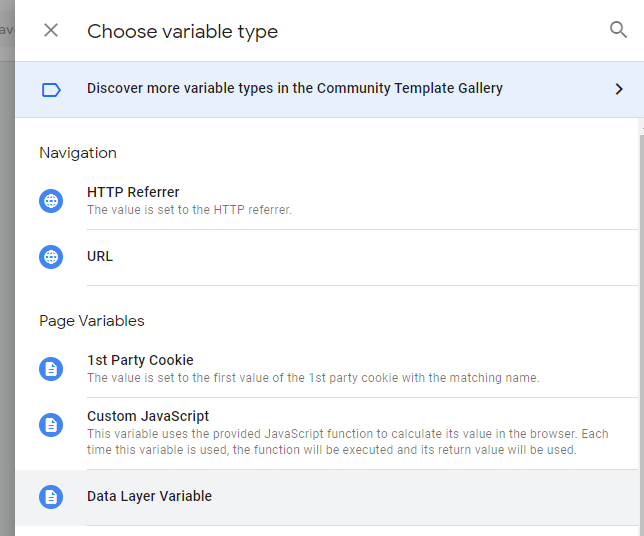 Choose variable type
Discover more variable types in the Community Template Gallery
Navigation
HTTP Referrer
The value is set to the HTTP referrer.
URL
Page Variables
1st Party Cookie
The value is set to the first value of the 1st party cookie with the matching name.
Custom JavaScript
This variable uses the provided JavaScript function to calculate its value in the browser. Each
time this variable is used, the function will be executed and its return value will be used.
Data Layer Variable